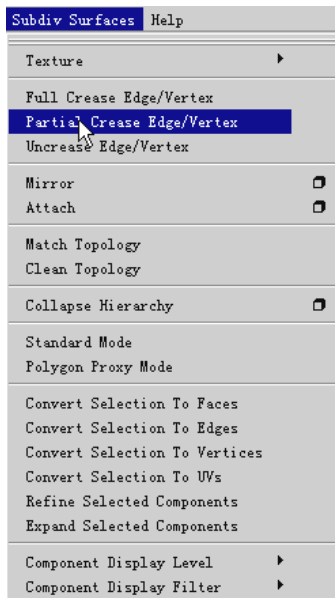 Subdiv Surfaces Help
Texture
Full Crease Edge/Vertex
Partial Crease Edge/Vertex
Uncrease Edge/Vertex
Mirror
Attach
Match Topology
Clean Topology
Collapse Hierarchy
Standard Mode
Polygon Proxy Mode
Convert Selection To Faces
Convert Selection To Edges
Convert Selection To Vertices
Convert Selection To UVs
Refine Selected Components
Expand Selected Components
Component Display Level
Component Display Filter